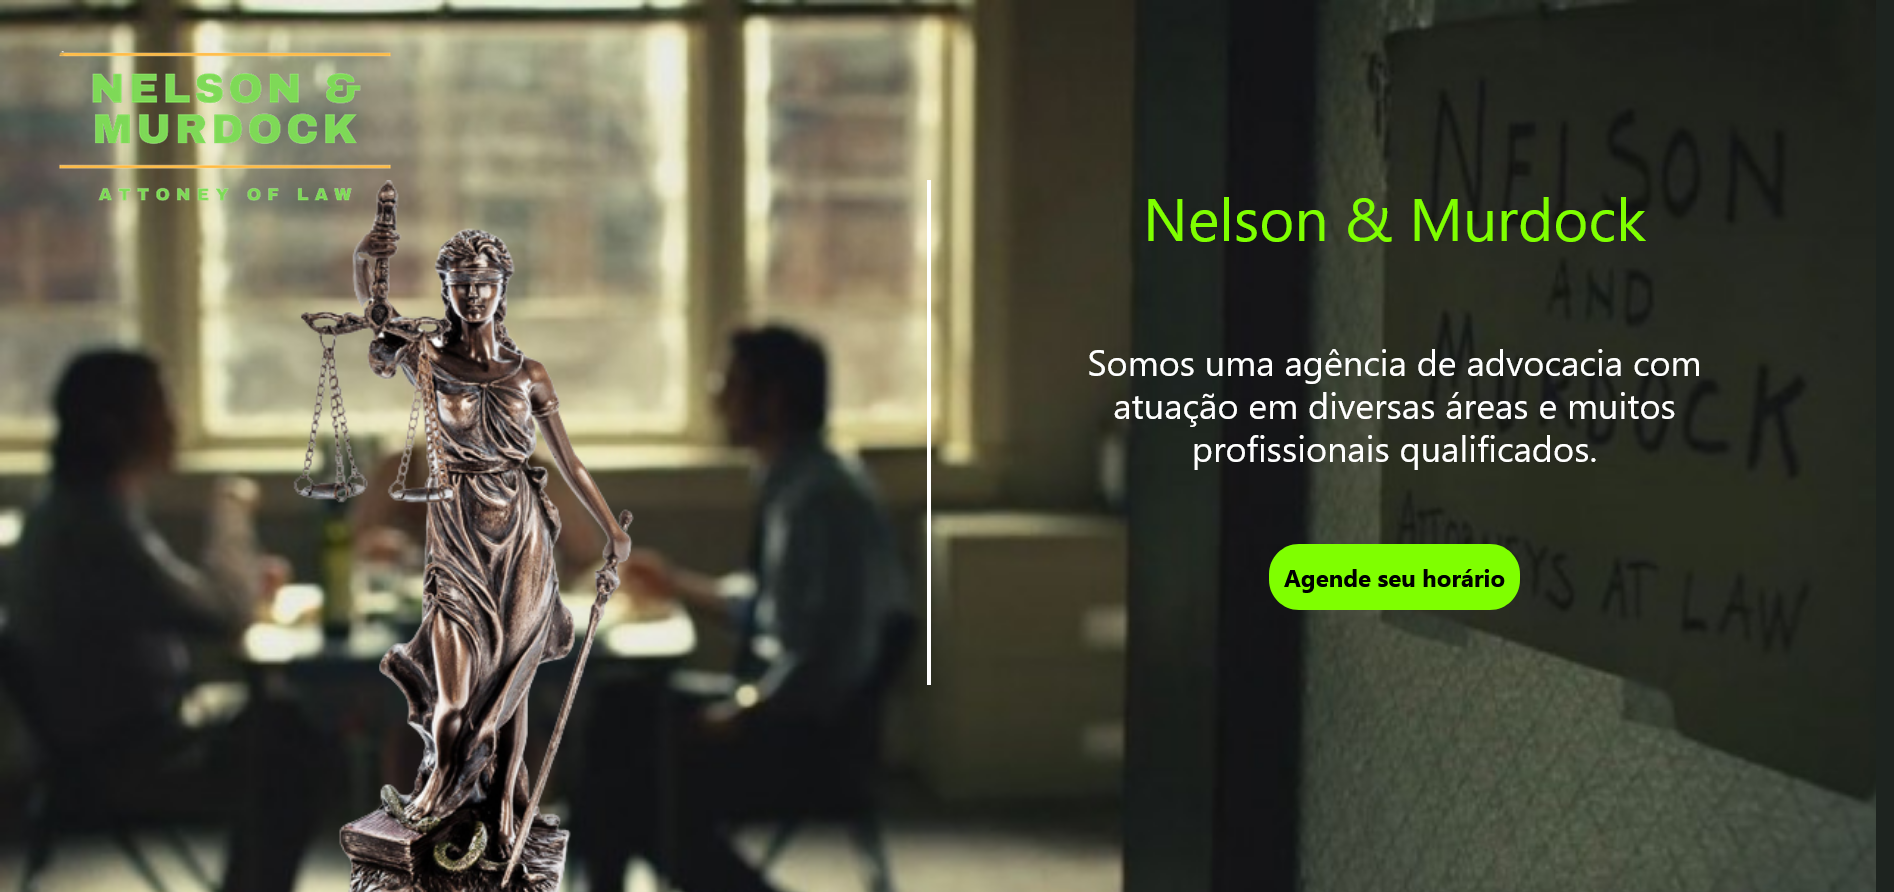 NELSON &
MURDOCK
ATTONEY OF LAW
Nelson & Murdock
Somos uma agência de advocacia com
atuação em diversas áreas e muitos
profissionais qualificados.
Agende seu horário
NELSON
AND
MURDOCK
ATTORNEYS AT LAW